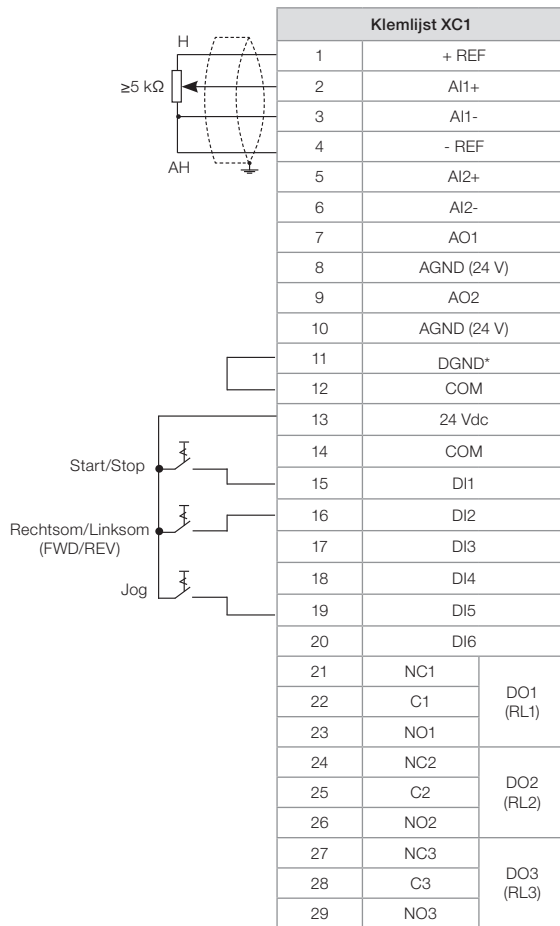 Klemlijst XC1
H
≥5 kΩ
AH
1 + REF
2 AI1+
3 AI1-
4 - REF
5 AI2+
6 AI2-
7 AO1
8 AGND (24 V)
9 AO2
10 AGND (24 V)
11 DGND*
12 COM
13 24 Vdc
14 COM
Start/Stop
15 DI1
16 DI2
Rechtsom/Linksom
(FWD/REV)
17 DI3
18 DI4
Jog
19 DI5
20 DI6
21 NC1
22 C1
23 NO1
DO1
(RL1)
24 NC2
25 C2
26 NO2
DO2
(RL2)
27 NC3
28 C3
29 NO3
DO3
(RL3)